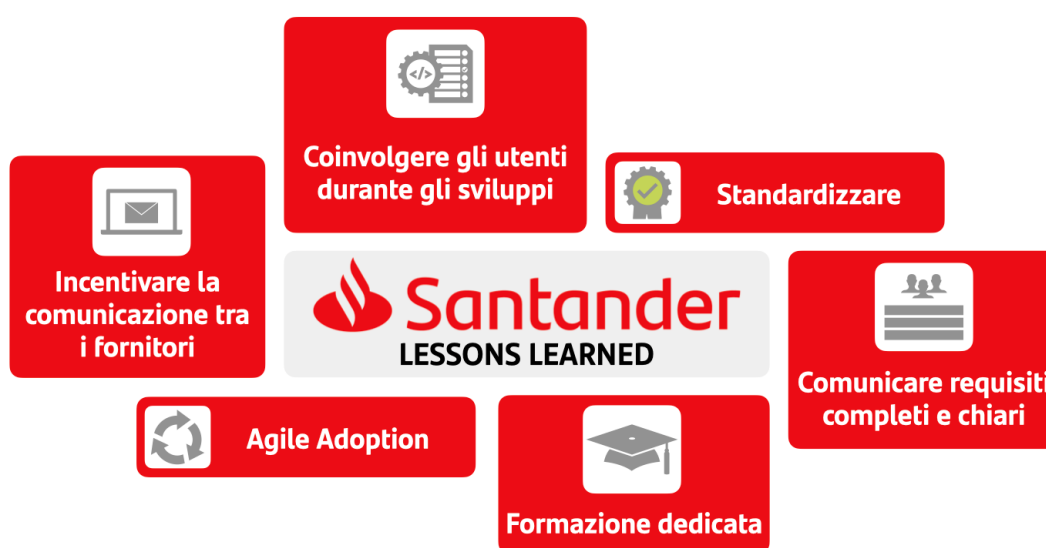 Coinvolgere gli utenti
durante gli sviluppi
Standardizzare
Incentivare la
comunicazione tra
i fornitori
Santander
LESSONS LEARNED
Comunicare requisiti
completi e chiari
Agile Adoption
Formazione dedicata